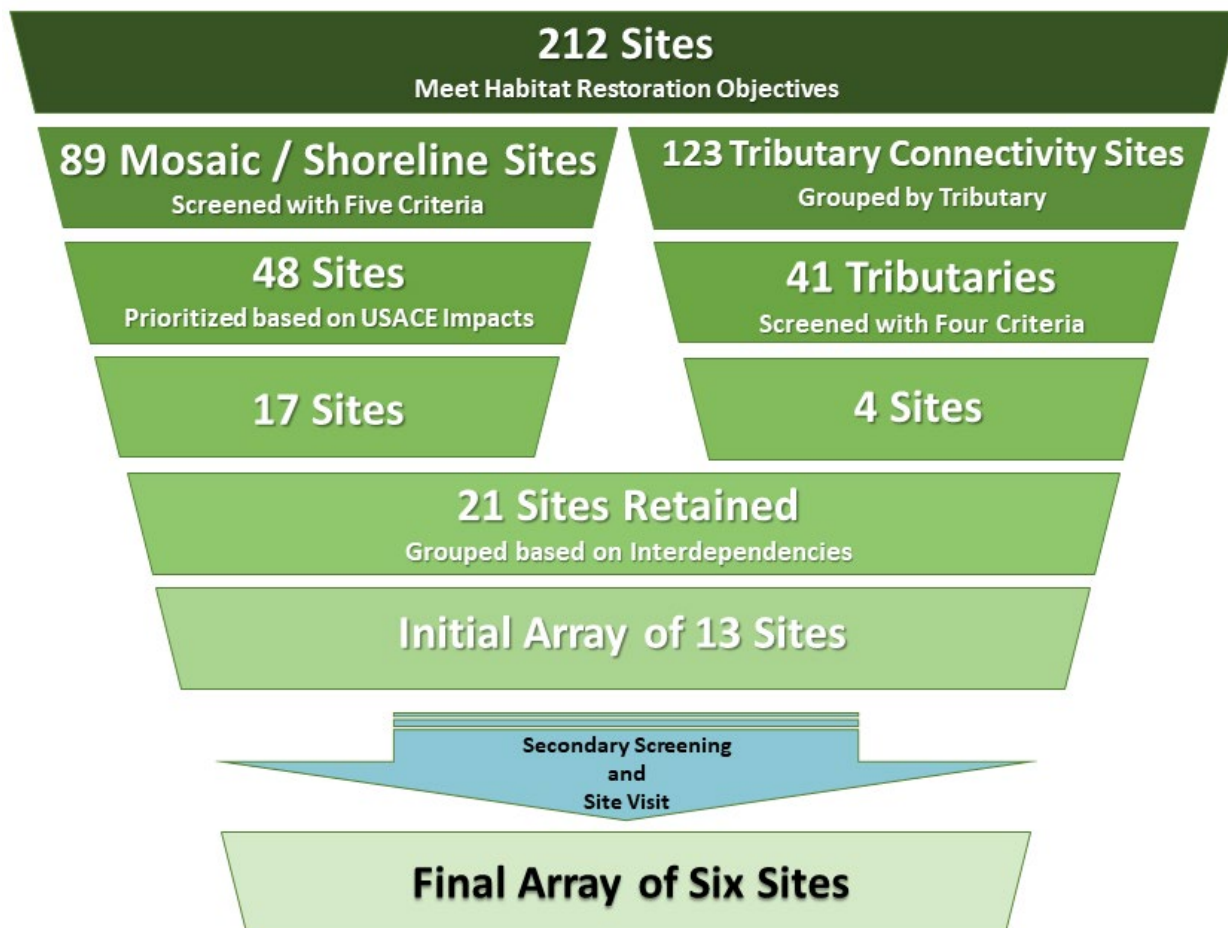 212 Sites
Meet Habitat Restoration Objectives
89 Mosaic / Shoreline Sites
Screened with Five Criteria
123 Tributary Connectivity Sites
Grouped by Tributary
48 Sites
Prioritized based on USACE Impacts
41 Tributaries
Screened with Four Criteria
17 Sites
4 Sites
21 Sites Retained
Grouped based on Interdependencies
Initial Array of 13 Sites
Secondary Screening
and
Site Visit
Final Array of Six Sites